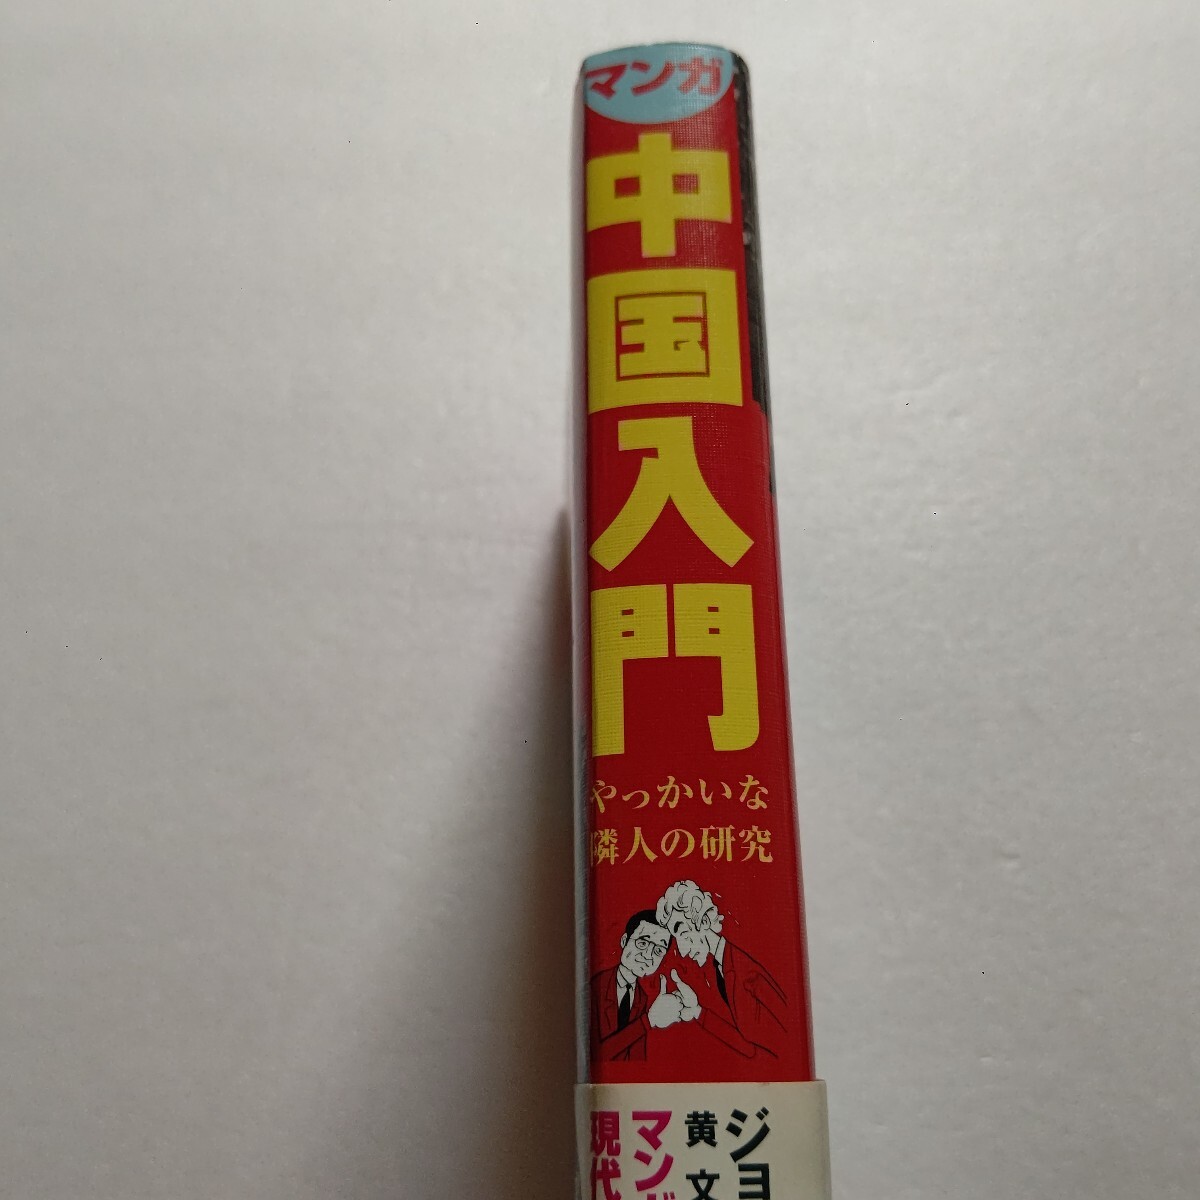 マンガ
中国入門
やっかいな
隣人の研究
ジョ
黄 文
マンガ
現代